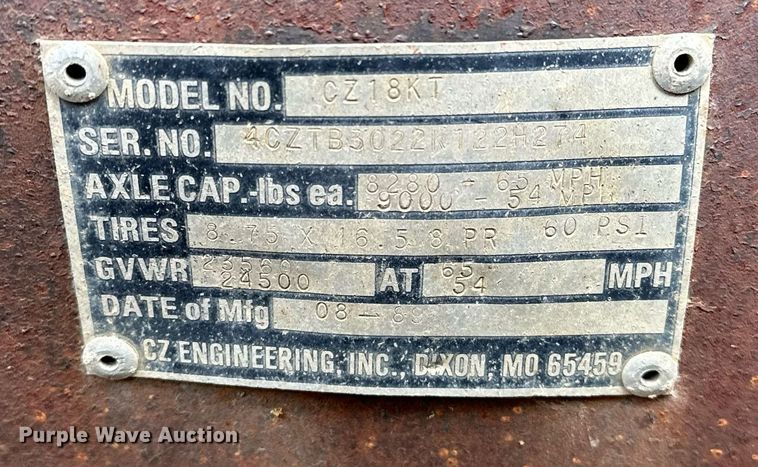 MODEL NO. CZ18KT
SER. NO. 4CZTB5022K122H274
AXLE CAP.-lbs ea. 8280 - 65 MPH
9000 - 54 MPH
TIRES 8.75 X 16.5 8 PR 60 PSI
GVWR AT 65 MPH
24500 54
DATE of Mfg 08-88
CZ ENGINEERING, INC., DIXON, MO 65459
Purple Wave Auction